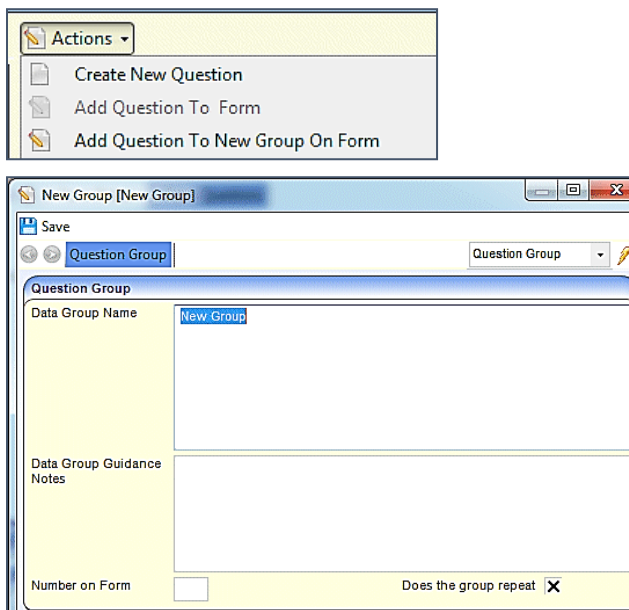 Actions
Create New Question
Add Question To Form
Add Question To New Group On Form
New Group [New Group]
Save
Question Group
Question Group
Question Group
Data Group Name
New Group
Data Group Guidance
Notes
Number on Form
Does the group repeat